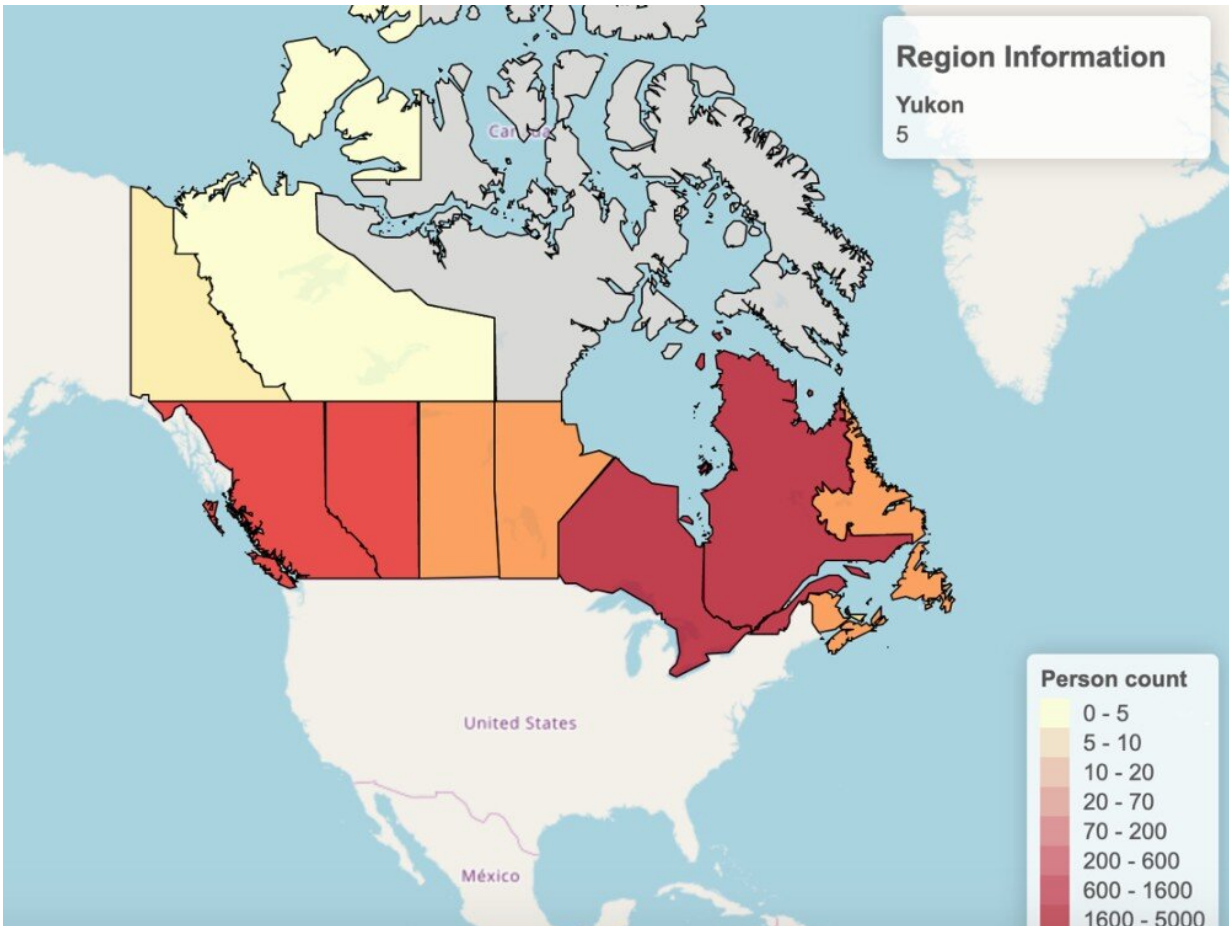 Region Information
Yukon
5
Canada
United States
México
Person count
0 - 5
5 - 10
10 - 20
20 - 70
70 - 200
200 - 600
600 - 1600
1600 - 5000